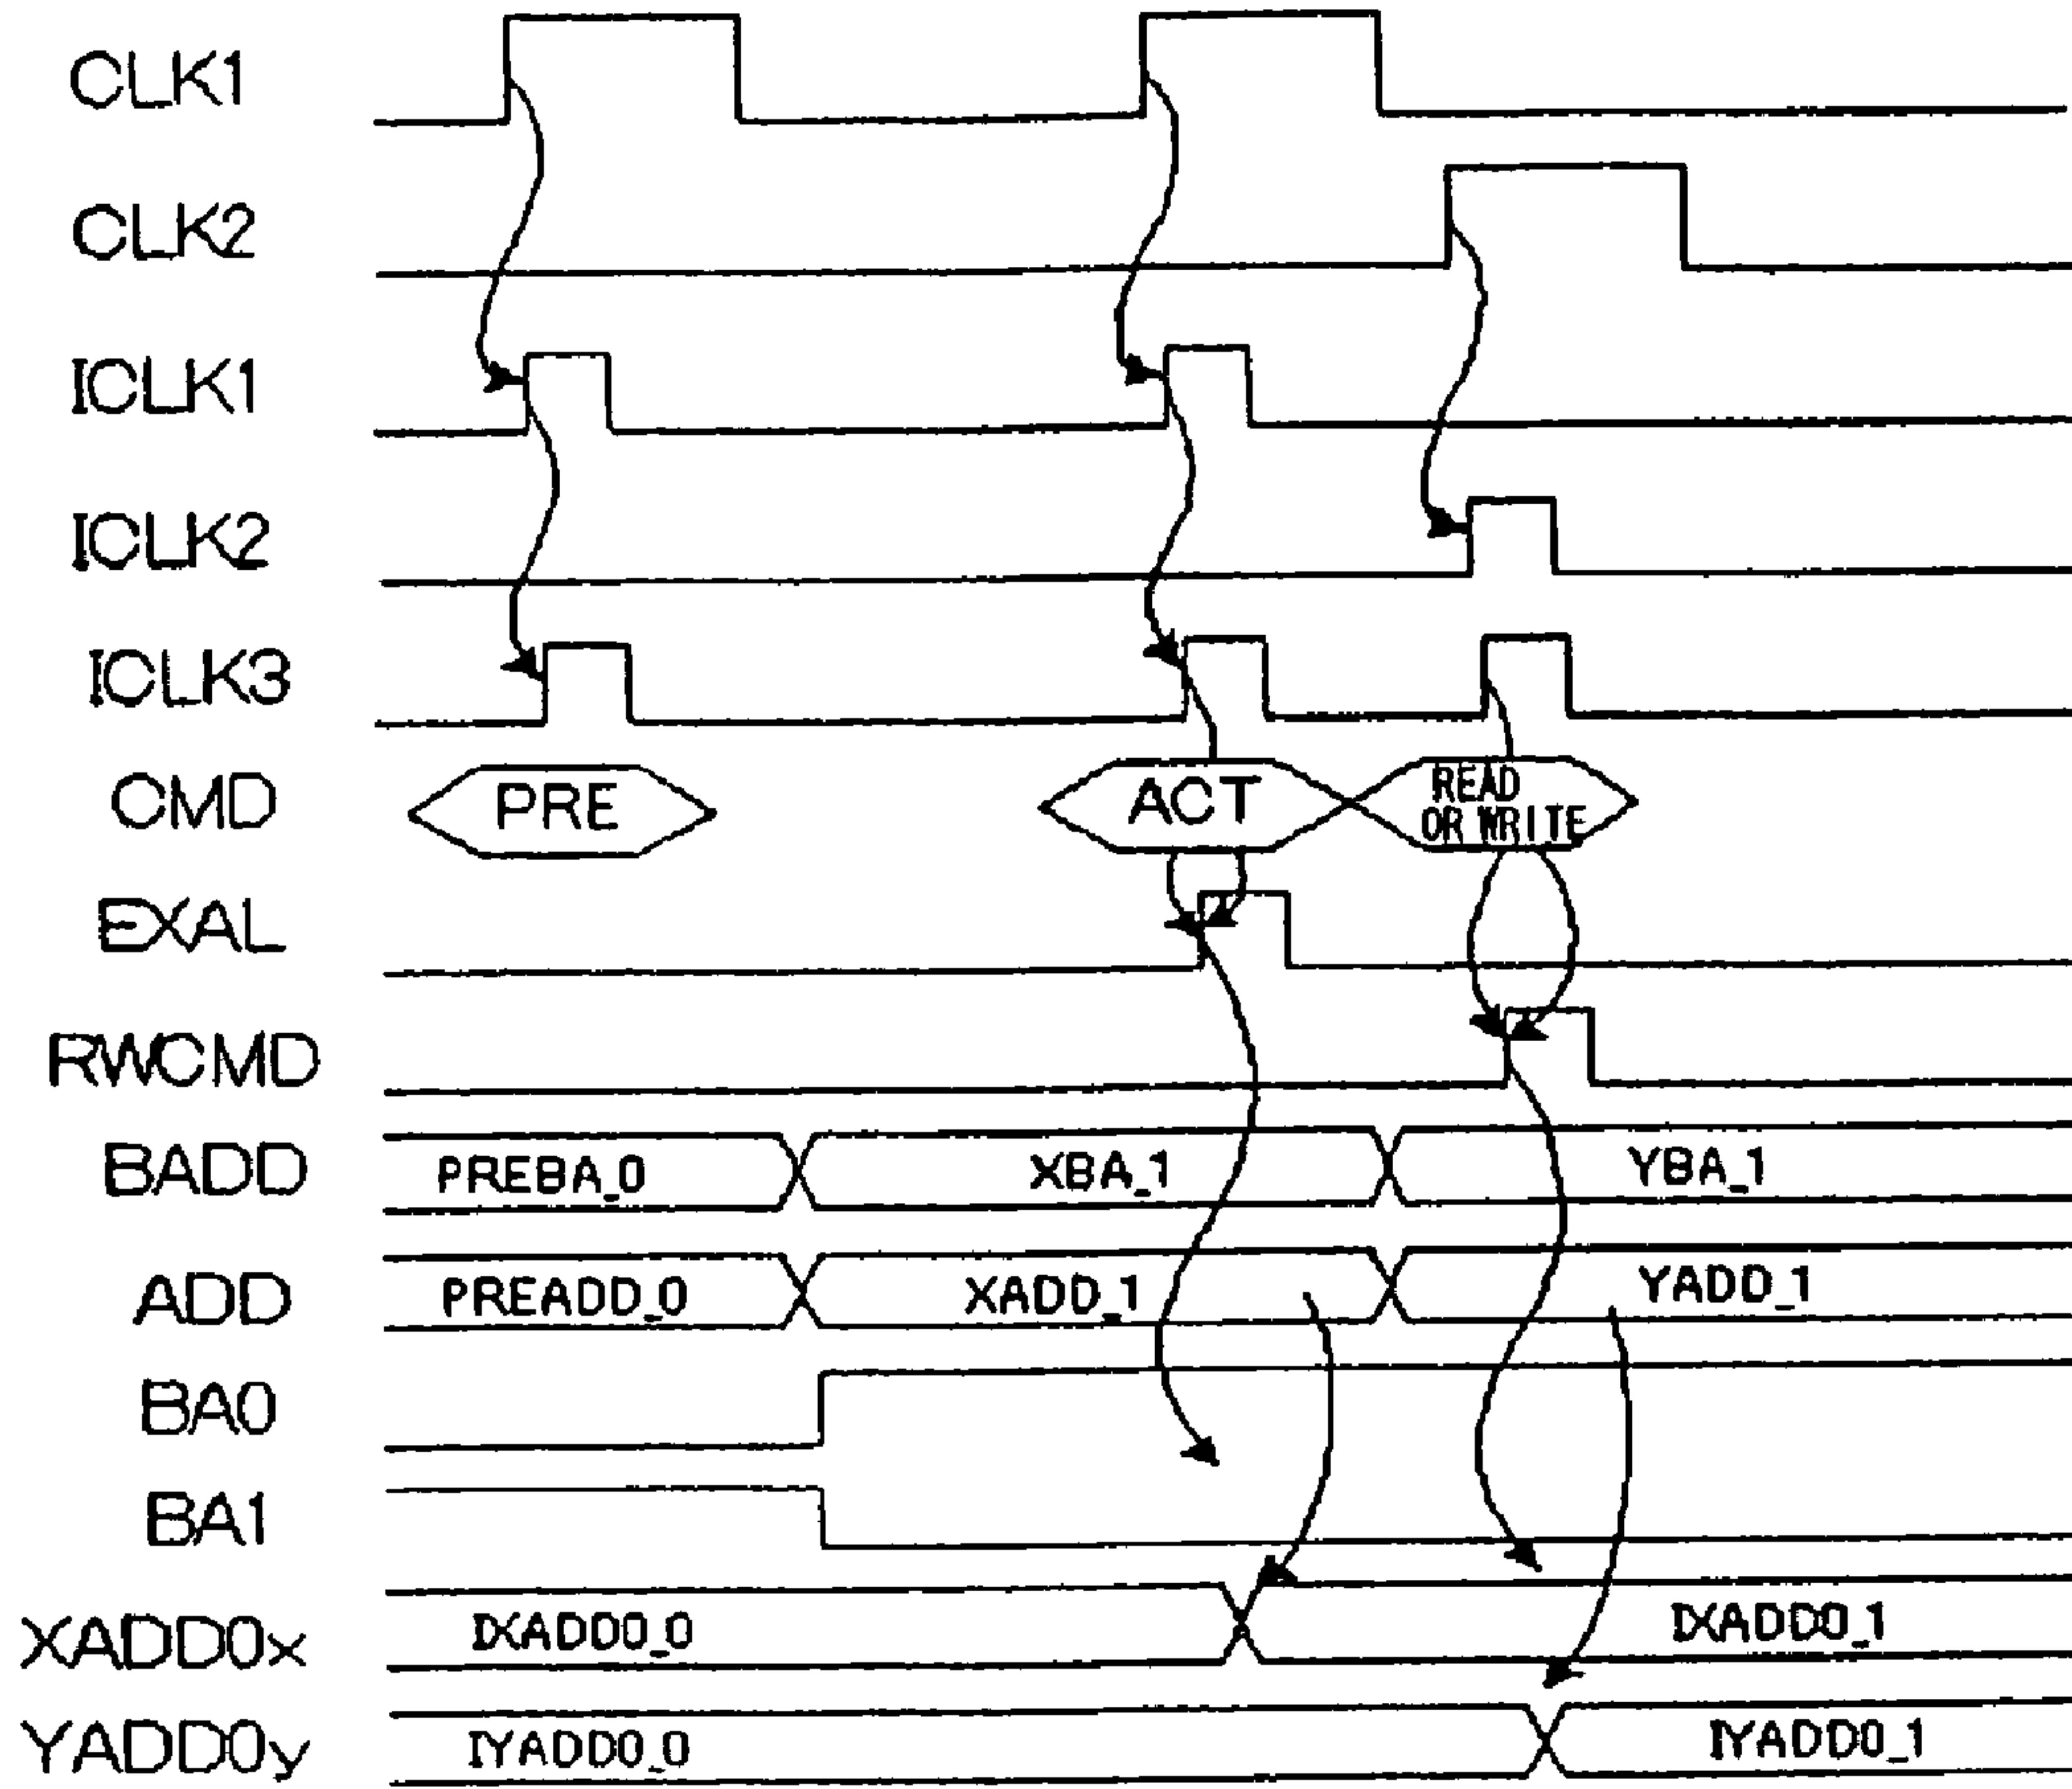 CLK1
CLK2
ICLK1
ICLK2
ICLK3
CMD PRE ACT READ
OR WRITE
EXAL
RWCMD
BADD PREBA_0 XBA_1 YBA_1
ADD PREADD_0 XADD_1 YADD_1
BA0
BA1
XADD0x IXADD0_0 IXADD0_1
YADD0y IYADD0_0 IYADD0_1